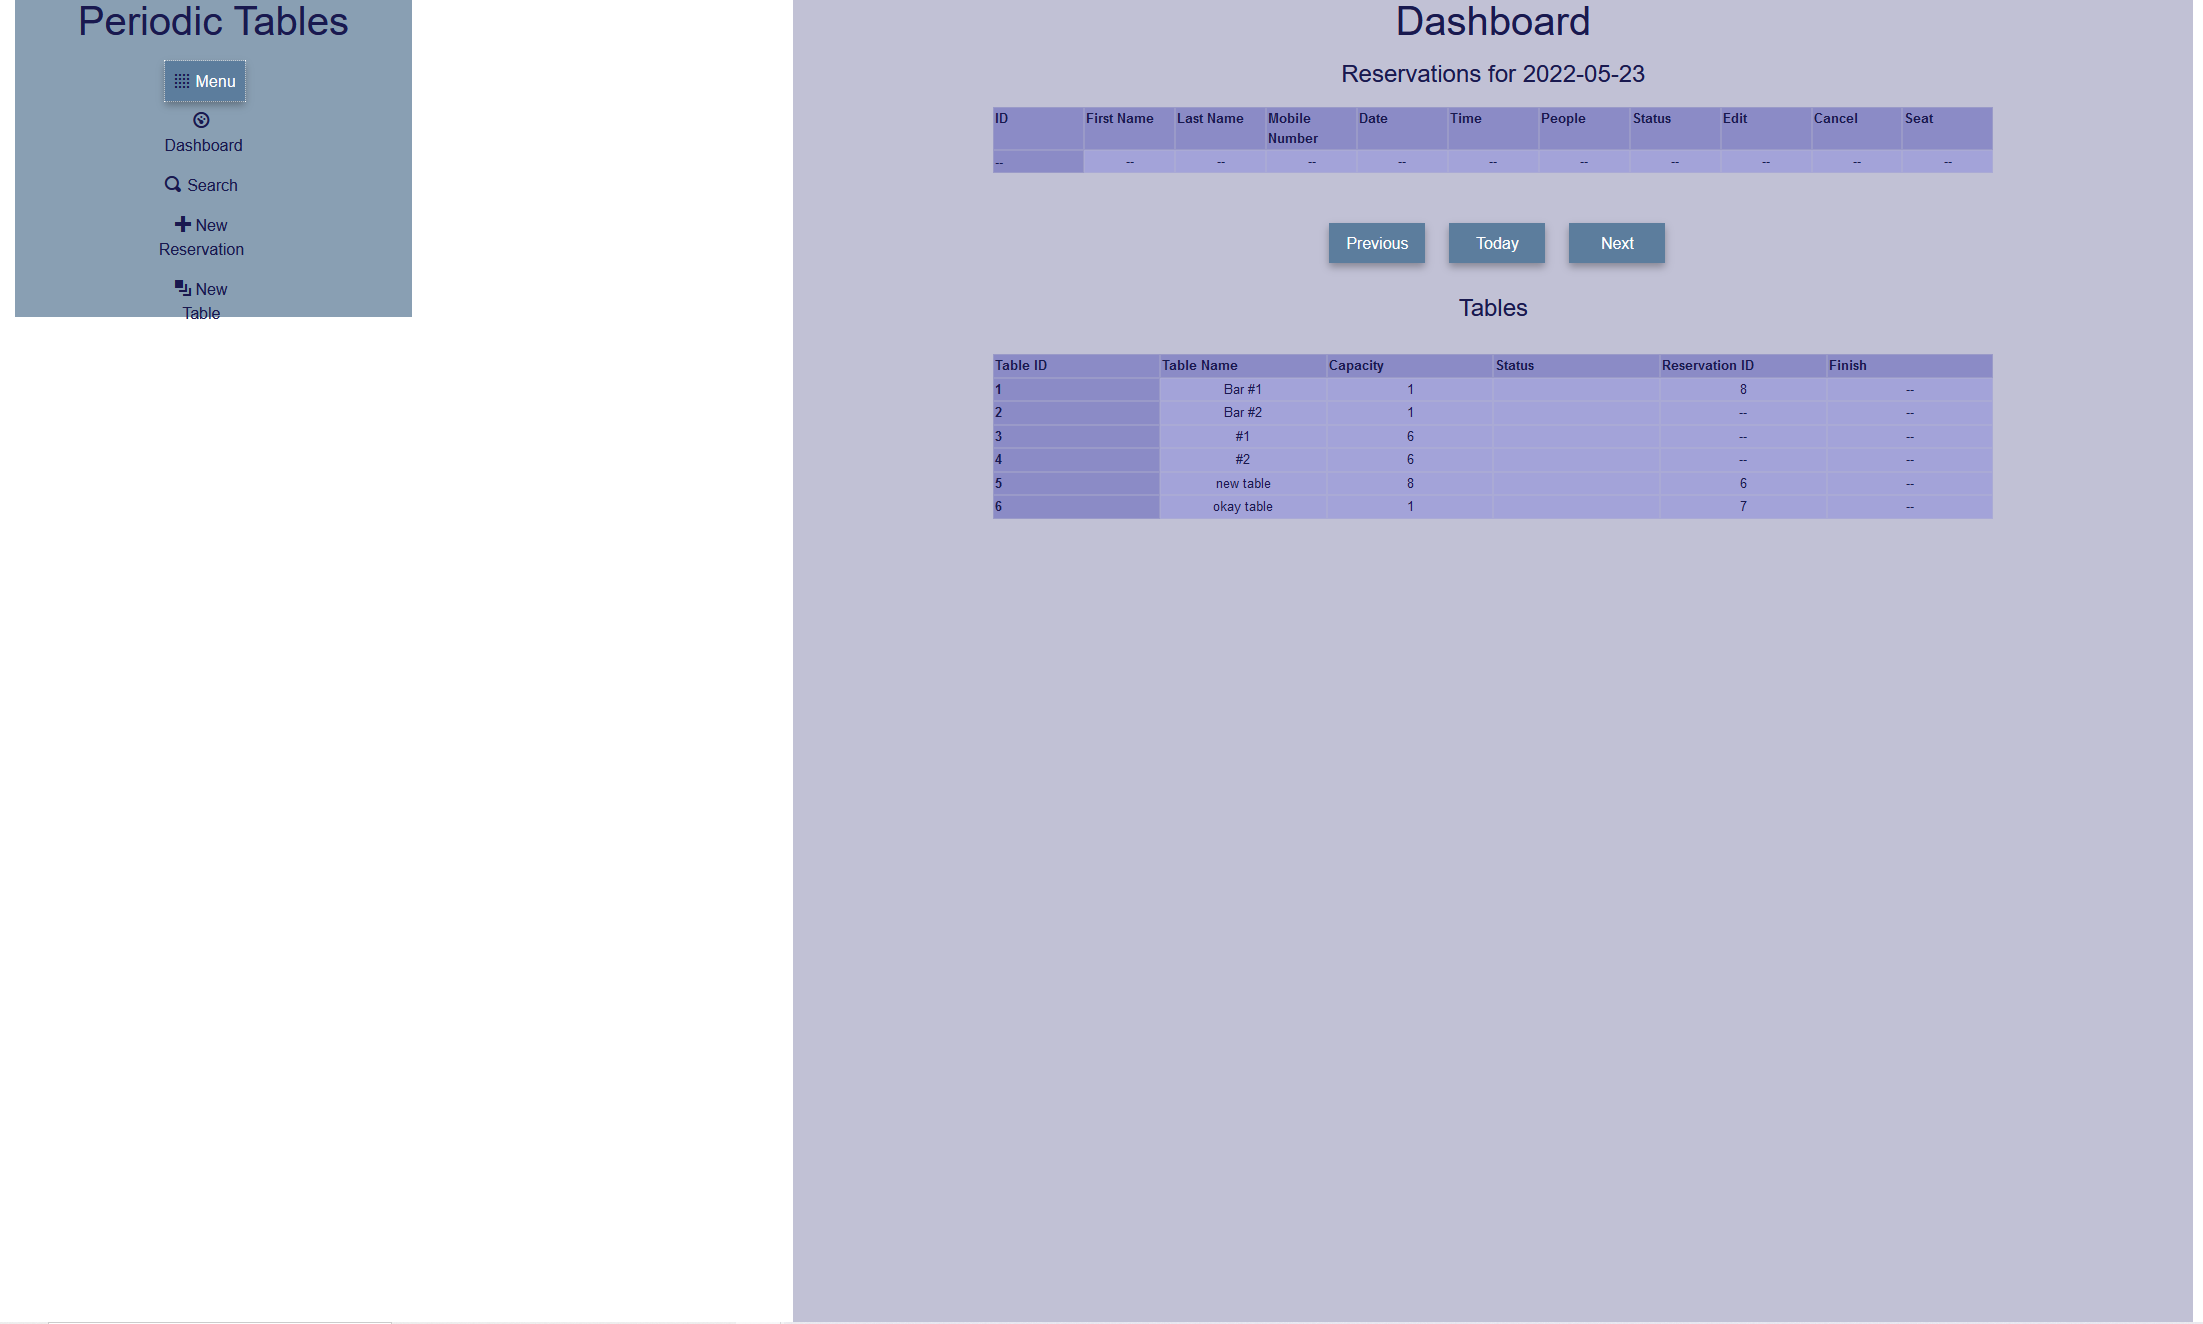 Periodic Tables
Menu
Dashboard
Search
New
Reservation
New
Table
Dashboard
Reservations for 2022-05-23
ID First Name Last Name Mobile Number Date Time People Status Edit Cancel Seat
-- -- -- -- -- -- -- -- -- -- --
Previous Today Next
Tables
Table ID Table Name Capacity Status Reservation ID Finish
1 Bar #1 1 8 --
2 Bar #2 1 -- --
3 #1 6 -- --
4 #2 6 -- --
5 new table 8 6 --
6 okay table 1 7 --